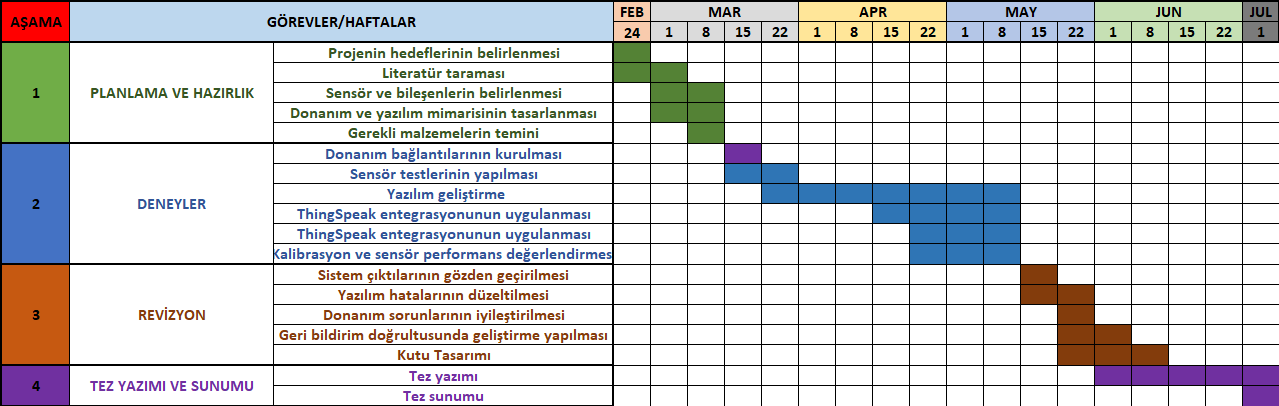 AŞAMA GÖREVLER/HAFTALAR FEB MAR APR MAY JUN JUL
24 1 8 15 22 1 8 15 22 1 8 15 22 1 8 15 22 1
1 PLANLAMA VE HAZIRLIK
Projenin hedeflerinin belirlenmesi
Literatür taraması
Sensör ve bileşenlerin belirlenmesi
Donanım ve yazılım mimarisinin tasarlanması
Gerekli malzemelerin temini
2 DENEYLER
Donanım bağlantılarının kurulması
Sensör testlerinin yapılması
Yazılım geliştirme
ThingSpeak entegrasyonunun uygulanması
ThingSpeak entegrasyonunun uygulanması
Kalibrasyon ve sensör performans değerlendirmes
3 REVİZYON
Sistem çıktılarının gözden geçirilmesi
Yazılım hatalarının düzeltilmesi
Donanım sorunlarının iyileştirilmesi
Geri bildirim doğrultusunda geliştirme yapılması
Kutu Tasarımı
4 TEZ YAZIMI VE SUNUMU
Tez yazımı
Tez sunumu